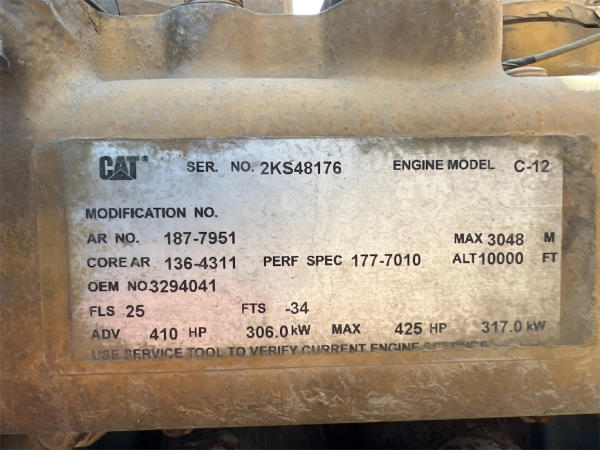 CAT® SER. NO. 2KS48176 ENGINE MODEL C-12
MODIFICATION NO.
AR NO. 187-7951 MAX 3048 M
CORE AR 136-4311 PERF SPEC 177-7010 ALT 10000 FT
OEM NO. 3294041
FLS 25 FTS -34
ADV 410 HP 306.0 kW MAX 425 HP 317.0 kW
USE SERVICE TOOL TO VERIFY CURRENT ENGINE SETTINGS